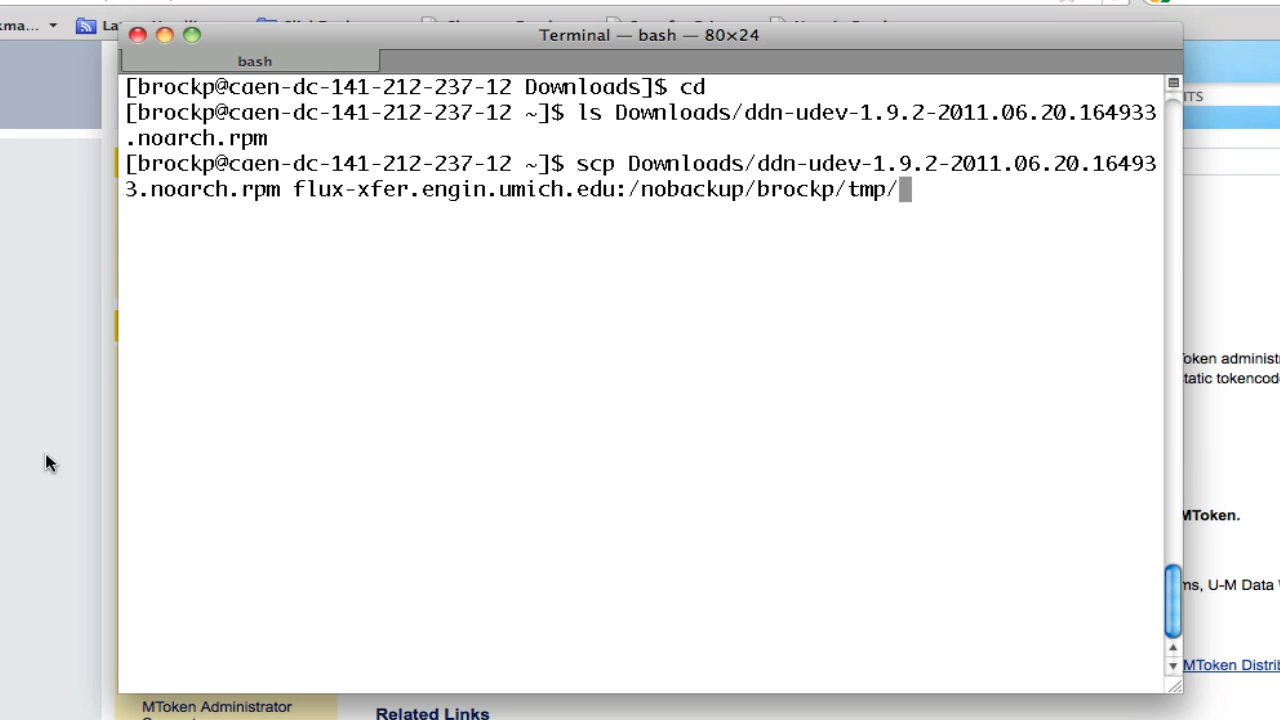 kma...
Terminal — bash — 80×24
bash
[brockp@caen-dc-141-212-237-12 Downloads]$ cd
[brockp@caen-dc-141-212-237-12 ~]$ ls Downloads/ddn-udev-1.9.2-2011.06.20.164933
.noarch.rpm
[brockp@caen-dc-141-212-237-12 ~]$ scp Downloads/ddn-udev-1.9.2-2011.06.20.16493
3.noarch.rpm flux-xfer.engin.umich.edu:/nobackup/brockp/tmp/
ITS
Token administ
tatic tokencod
MToken.
ms, U-M Data
MToken Distrib
MToken Administrator
Related Links